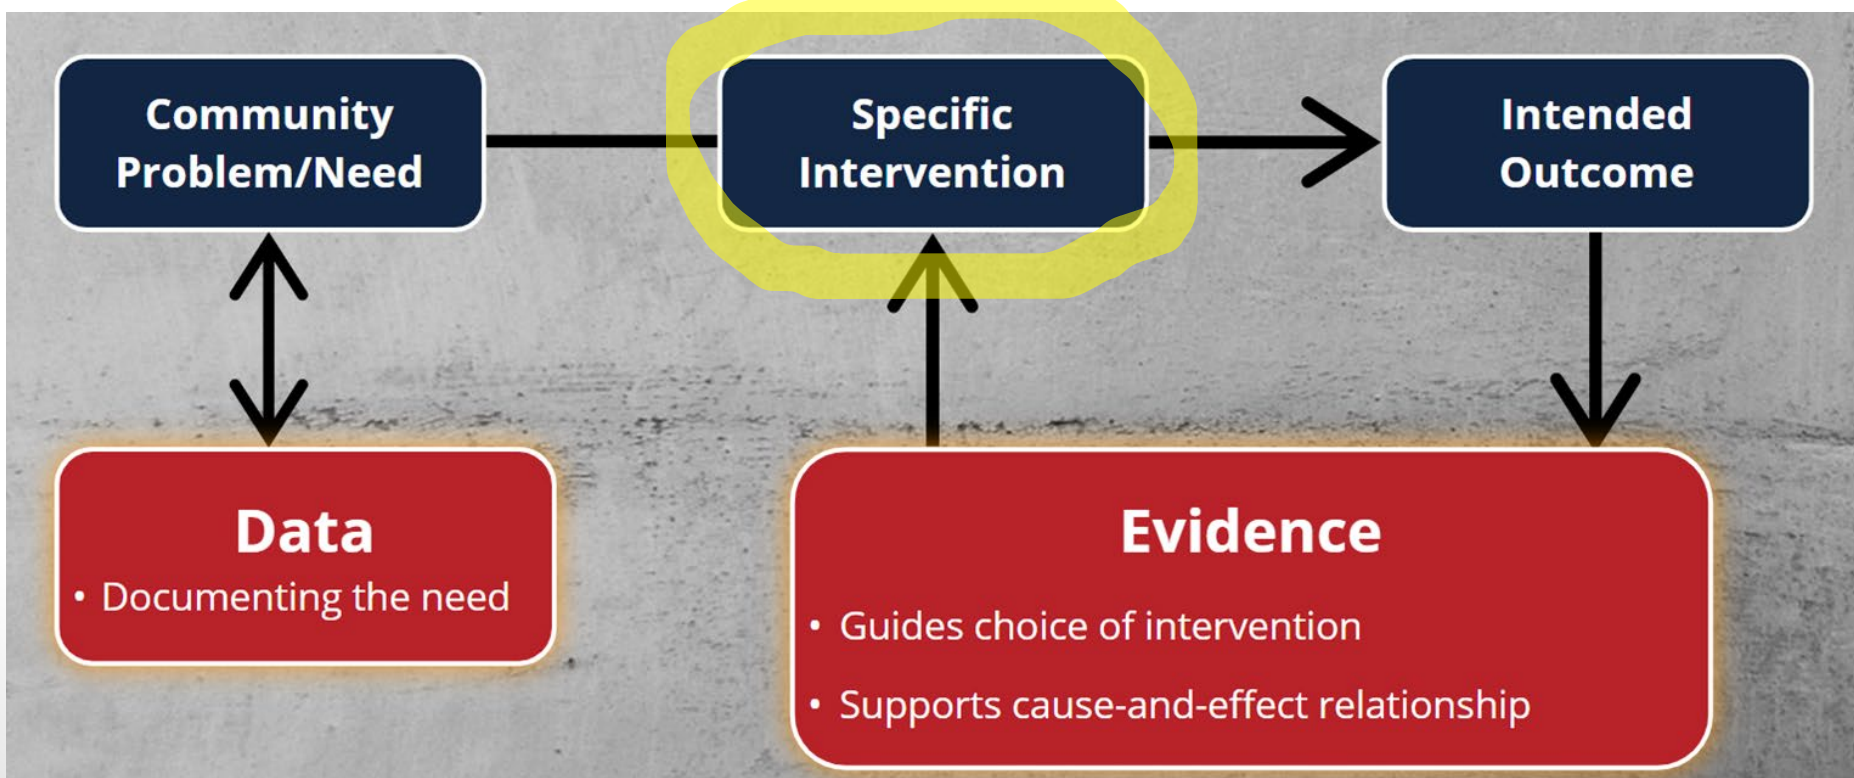 Community
Problem/Need
Specific
Intervention
Intended
Outcome
Data
• Documenting the need
Evidence
• Guides choice of intervention
• Supports cause-and-effect relationship